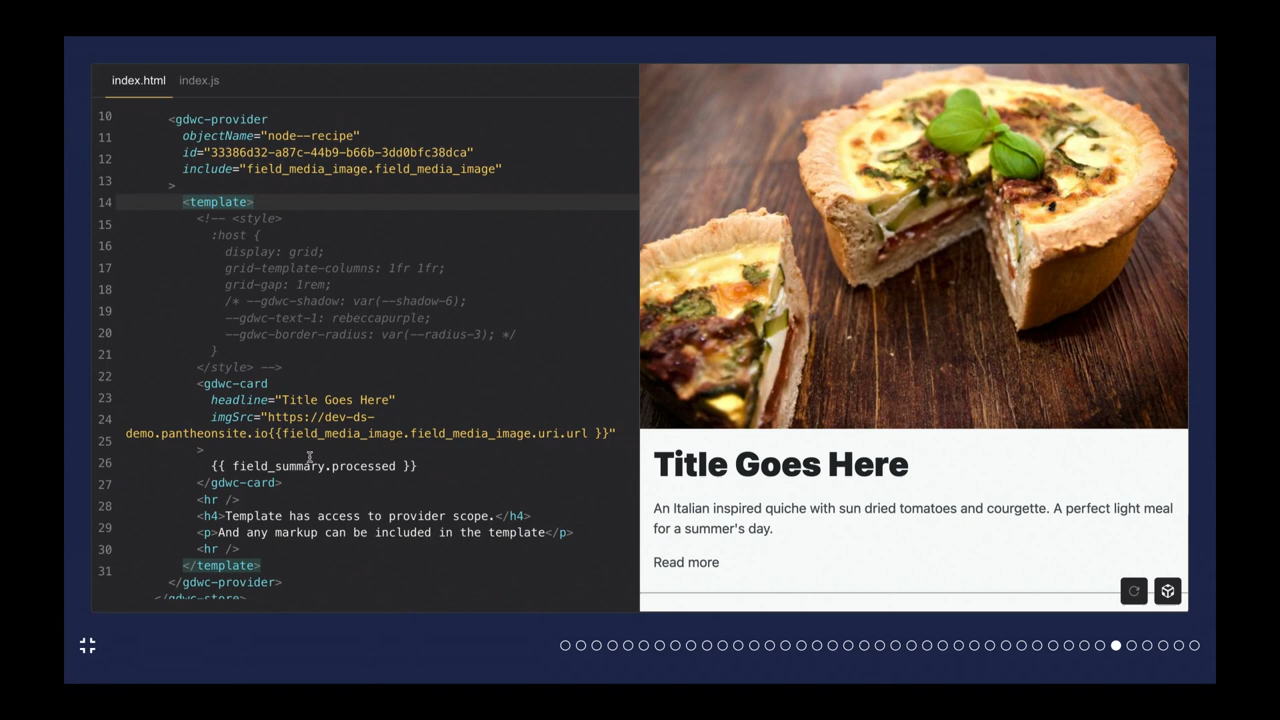 index.html index.js
10 <gdwc-provider
11 objectName="node--recipe"
12 id="33386d32-a87c-44b9-b66b-3dd0bfc38dca"
13 include="field_media_image.field_media_image"
>
14 <template>
15 <!-- <style>
16 :host {
17 display: grid;
grid-template-columns: 1fr 1fr;
18 grid-gap: 1rem;
19 /* --gdwc-shadow: var(--shadow-6);
--gdwc-text-1: rebeccapurple;
20 --gdwc-border-radius: var(--radius-3); */
21 }
22 </style> -->
<gdwc-card
23 headline="Title Goes Here"
24 imgSrc="https://dev-ds-
demo.pantheonsite.io{{field_media_image.field_media_image.uri.url }}"
25 >
26 {{ field_summary.processed }}
27 </gdwc-card>
<hr />
28 <h4>Template has access to provider scope.</h4>
29 <p>And any markup can be included in the template</p>
30 <hr />
31 </template>
</gdwc-provider>
</gdwc-store>
Title Goes Here
An Italian inspired quiche with sun dried tomatoes and courgette. A perfect light meal
for a summer's day.
Read more